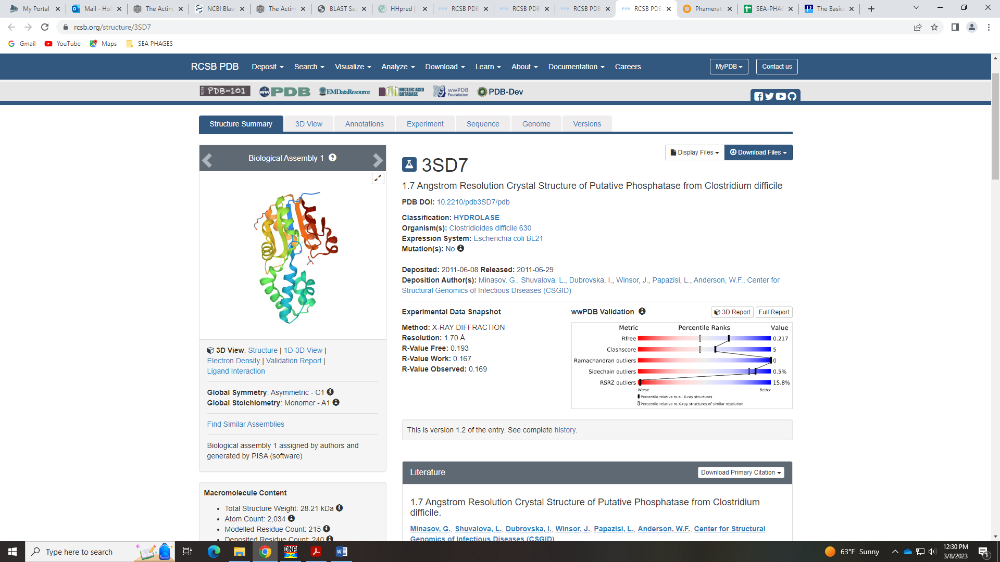 My Portal
Mail - Hol
The Actino
NCBI Blast
The Actino
BLAST Sea
HHpred |
RCSB PDB
RCSB PDB
RCSB PDB
RCSB PDB
Phamerat
SEA-PHAG
The Basics
rcsb.org/structure/3SD7
Gmail
YouTube
Maps
SEA PHAGES
RCSB PDB
Deposit
Search
Visualize
Analyze
Download
Learn
About
Documentation
Careers
MyPDB
Contact us
RCSB PDB-101
wwPDB
EMDataResource
NUCLEIC ACID DATABASE
wwPDB Foundation
PDB-Dev
Structure Summary
3D View
Annotations
Experiment
Sequence
Genome
Versions
Biological Assembly 1
3D View: Structure | 1D-3D View |
Electron Density | Validation Report |
Ligand Interaction
Global Symmetry: Asymmetric - C1
Global Stoichiometry: Monomer - A1
Find Similar Assemblies
Biological assembly 1 assigned by authors and
generated by PISA (software)
Macromolecule Content
Total Structure Weight: 28.21 kDa
Atom Count: 2,034
Modelled Residue Count: 215
Deposited Residue Count: 240
Display Files
Download Files
3SD7
1.7 Angstrom Resolution Crystal Structure of Putative Phosphatase from Clostridium difficile
PDB DOI: 10.2210/pdb3SD7/pdb
Classification: HYDROLASE
Organism(s): Clostridioides difficile 630
Expression System: Escherichia coli BL21
Mutation(s): No
Deposited: 2011-06-08 Released: 2011-06-29
Deposition Author(s): Minasov, G., Shuvalova, L., Dubrovska, I., Winsor, J., Papazisi, L., Anderson, W.F., Center for
Structural Genomics of Infectious Diseases (CSGID)
Experimental Data Snapshot
Method: X-RAY DIFFRACTION
Resolution: 1.70 Å
R-Value Free: 0.193
R-Value Work: 0.167
R-Value Observed: 0.169
wwPDB Validation
3D Report
Full Report
Metric Percentile Ranks Value
Rfree 0.217
Clashscore 5
Ramachandran outliers 0
Sidechain outliers 0.5%
RSRZ outliers 15.8%
Worse Better
Percentile relative to all X-ray structures
Percentile relative to X-ray structures of similar resolution
This is version 1.2 of the entry. See complete history.
Literature
Download Primary Citation
1.7 Angstrom Resolution Crystal Structure of Putative Phosphatase from Clostridium
difficile.
Minasov, G., Shuvalova, L., Dubrovska, I., Winsor, J., Papazisi, L., Anderson, W.F., Center for Structural
Genomics of Infectious Diseases (CSGID)
Type here to search
DNA
63°F Sunny
12:30 PM
3/8/2023
1